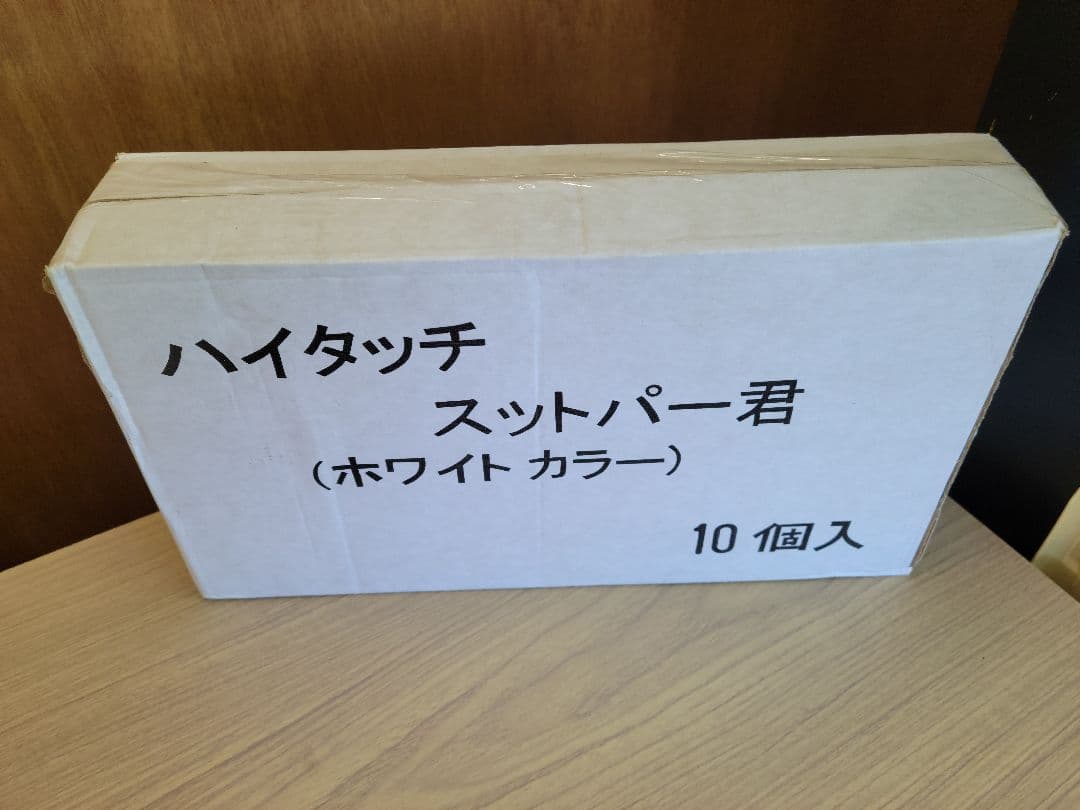 ハイタッチ
スットパー君
（ホワイト カラー）
10 個入